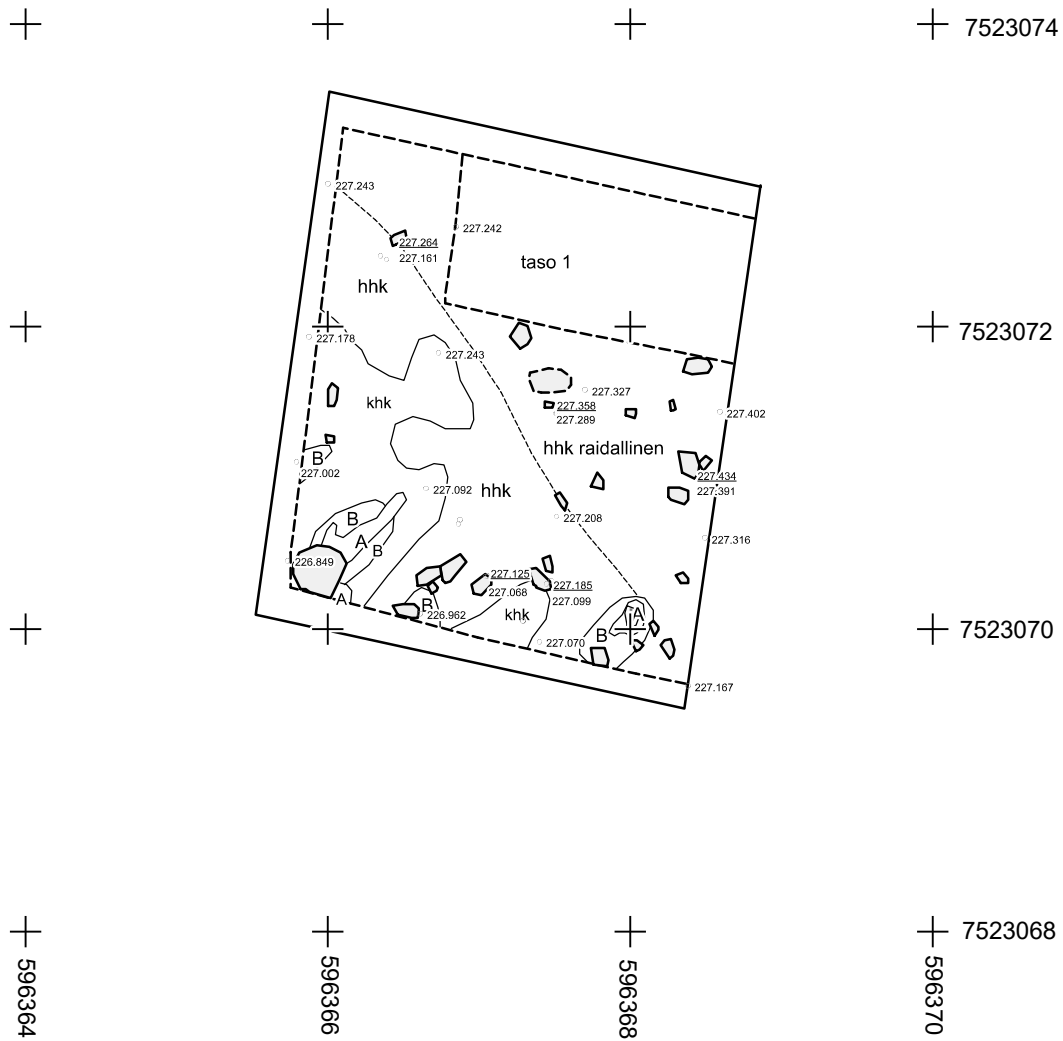 7523074
227.243
227.242
227.264
227.161
taso 1
hhk
7523072
227.178
227.243
227.327
khk
227.358
227.289
227.402
hhk raidallinen
B
227.002
227.434
227.391
227.092
hhk
B
227.208
A
B
227.316
226.849
227.125
227.068
227.185
227.099
A
B
226.962
khk
A
B
7523070
227.070
227.167
7523068
596364
596366
596368
596370